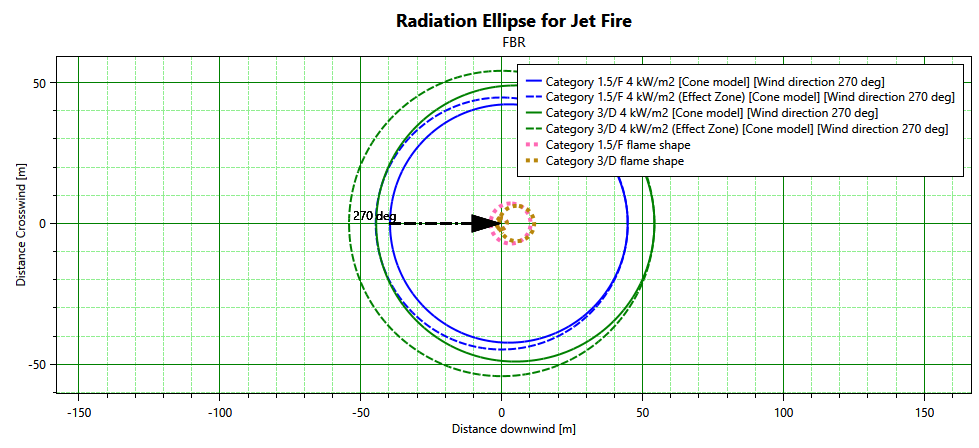 Radiation Ellipse for Jet Fire
FBR
Category 1.5/F 4 kW/m2 [Cone model] [Wind direction 270 deg]
Category 1.5/F 4 kW/m2 (Effect Zone) [Cone model] [Wind direction 270 deg]
Category 3/D 4 kW/m2 [Cone model] [Wind direction 270 deg]
Category 3/D 4 kW/m2 (Effect Zone) [Cone model] [Wind direction 270 deg]
Category 1.5/F flame shape
Category 3/D flame shape
Distance Crosswind [m]
50
0
-50
270 deg
-150 -100 -50 0 50 100 150
Distance downwind [m]